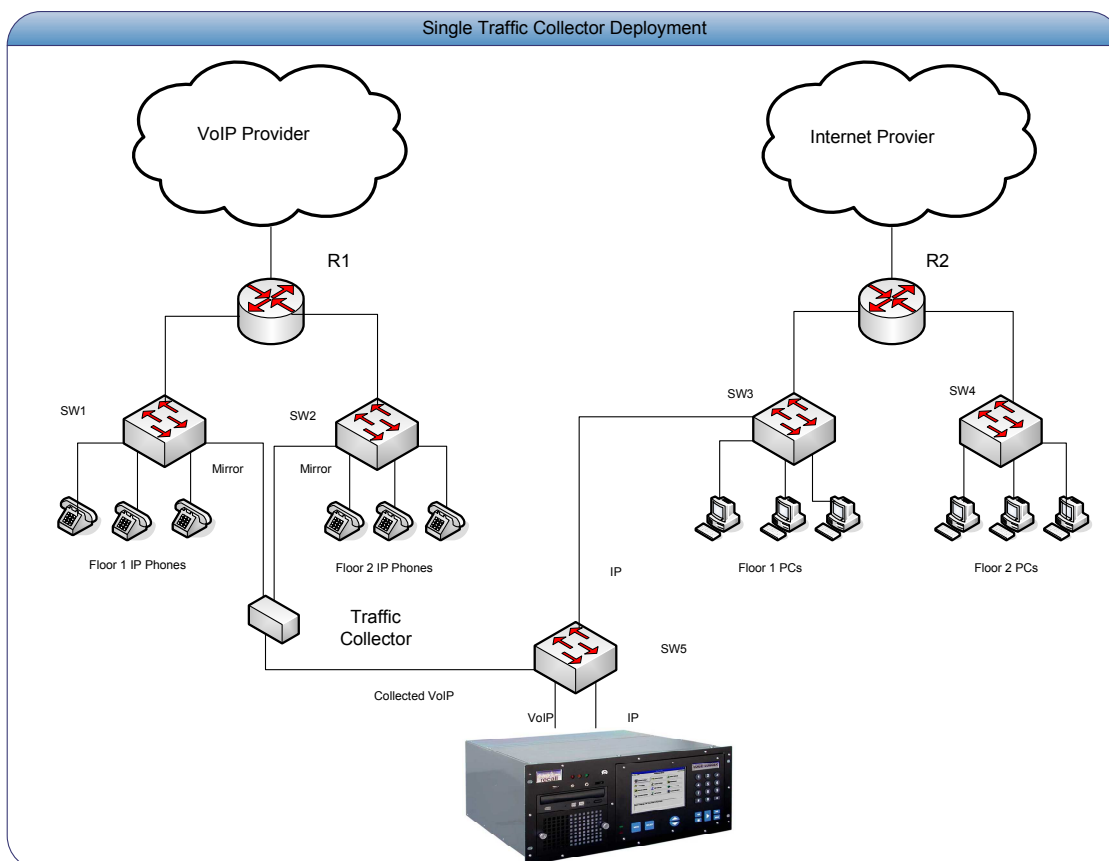 Single Traffic Collector Deployment
VoIP Provider
Internet Provier
R1
R2
SW1
SW2
SW3
SW4
Mirror
Mirror
Floor 1 IP Phones
Floor 2 IP Phones
Floor 1 PCs
Floor 2 PCs
IP
Traffic
Collector
SW5
Collected VoIP
VoIP
IP
recall